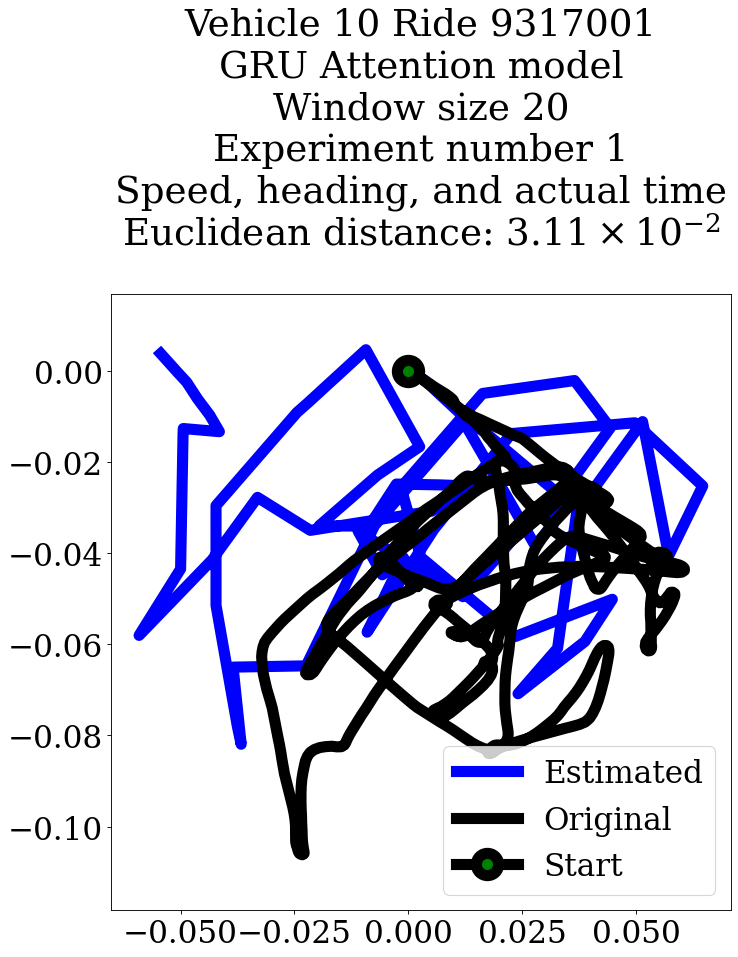 Vehicle 10 Ride 9317001
GRU Attention model
Window size 20
Experiment number 1
Speed, heading, and actual time
Euclidean distance: 3.11 × 10⁻²
0.00
−0.02
−0.04
−0.06
−0.08
−0.10
Estimated
Original
Start
−0.050 −0.025 0.000 0.025 0.050